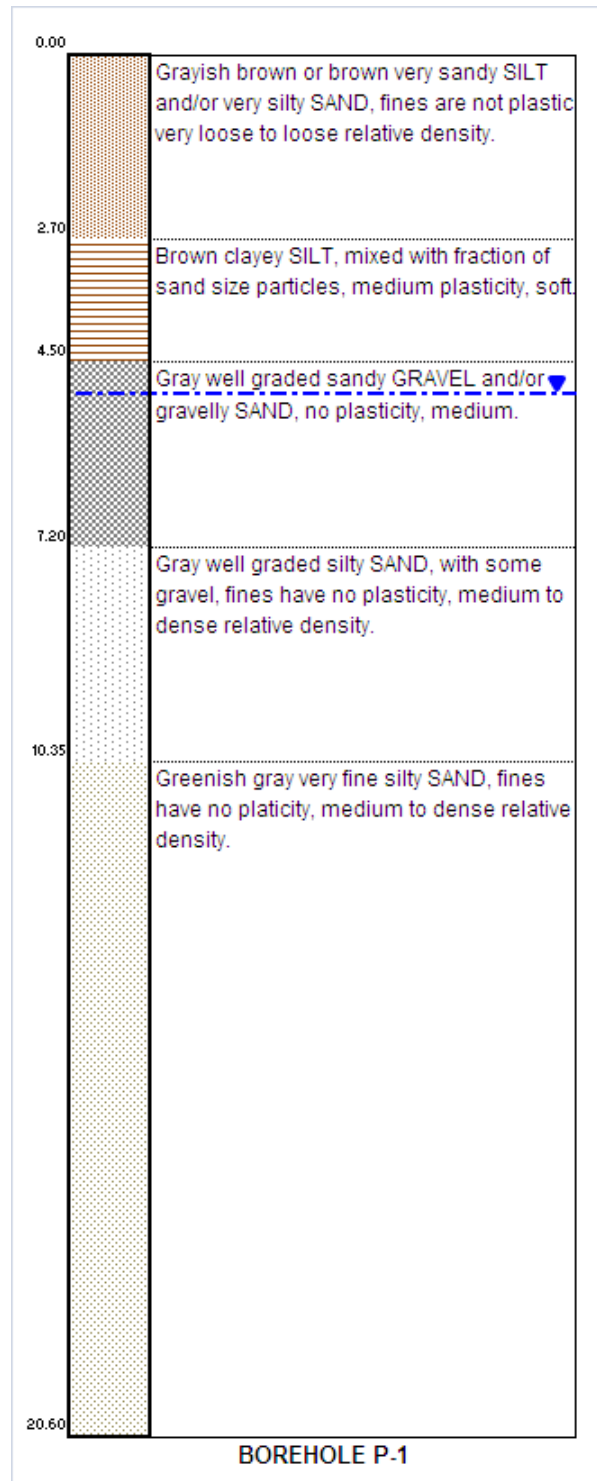 0.00
Grayish brown or brown very sandy SILT
and/or very silty SAND, fines are not plastic
very loose to loose relative density.
2.70
Brown clayey SILT, mixed with fraction of
sand size particles, medium plasticity, soft.
4.50
Gray well graded sandy GRAVEL and/or
gravelly SAND, no plasticity, medium.
7.20
Gray well graded silty SAND, with some
gravel, fines have no plasticity, medium to
dense relative density.
10.35
Greenish gray very fine silty SAND, fines
have no platicity, medium to dense relative
density.
20.60
BOREHOLE P-1